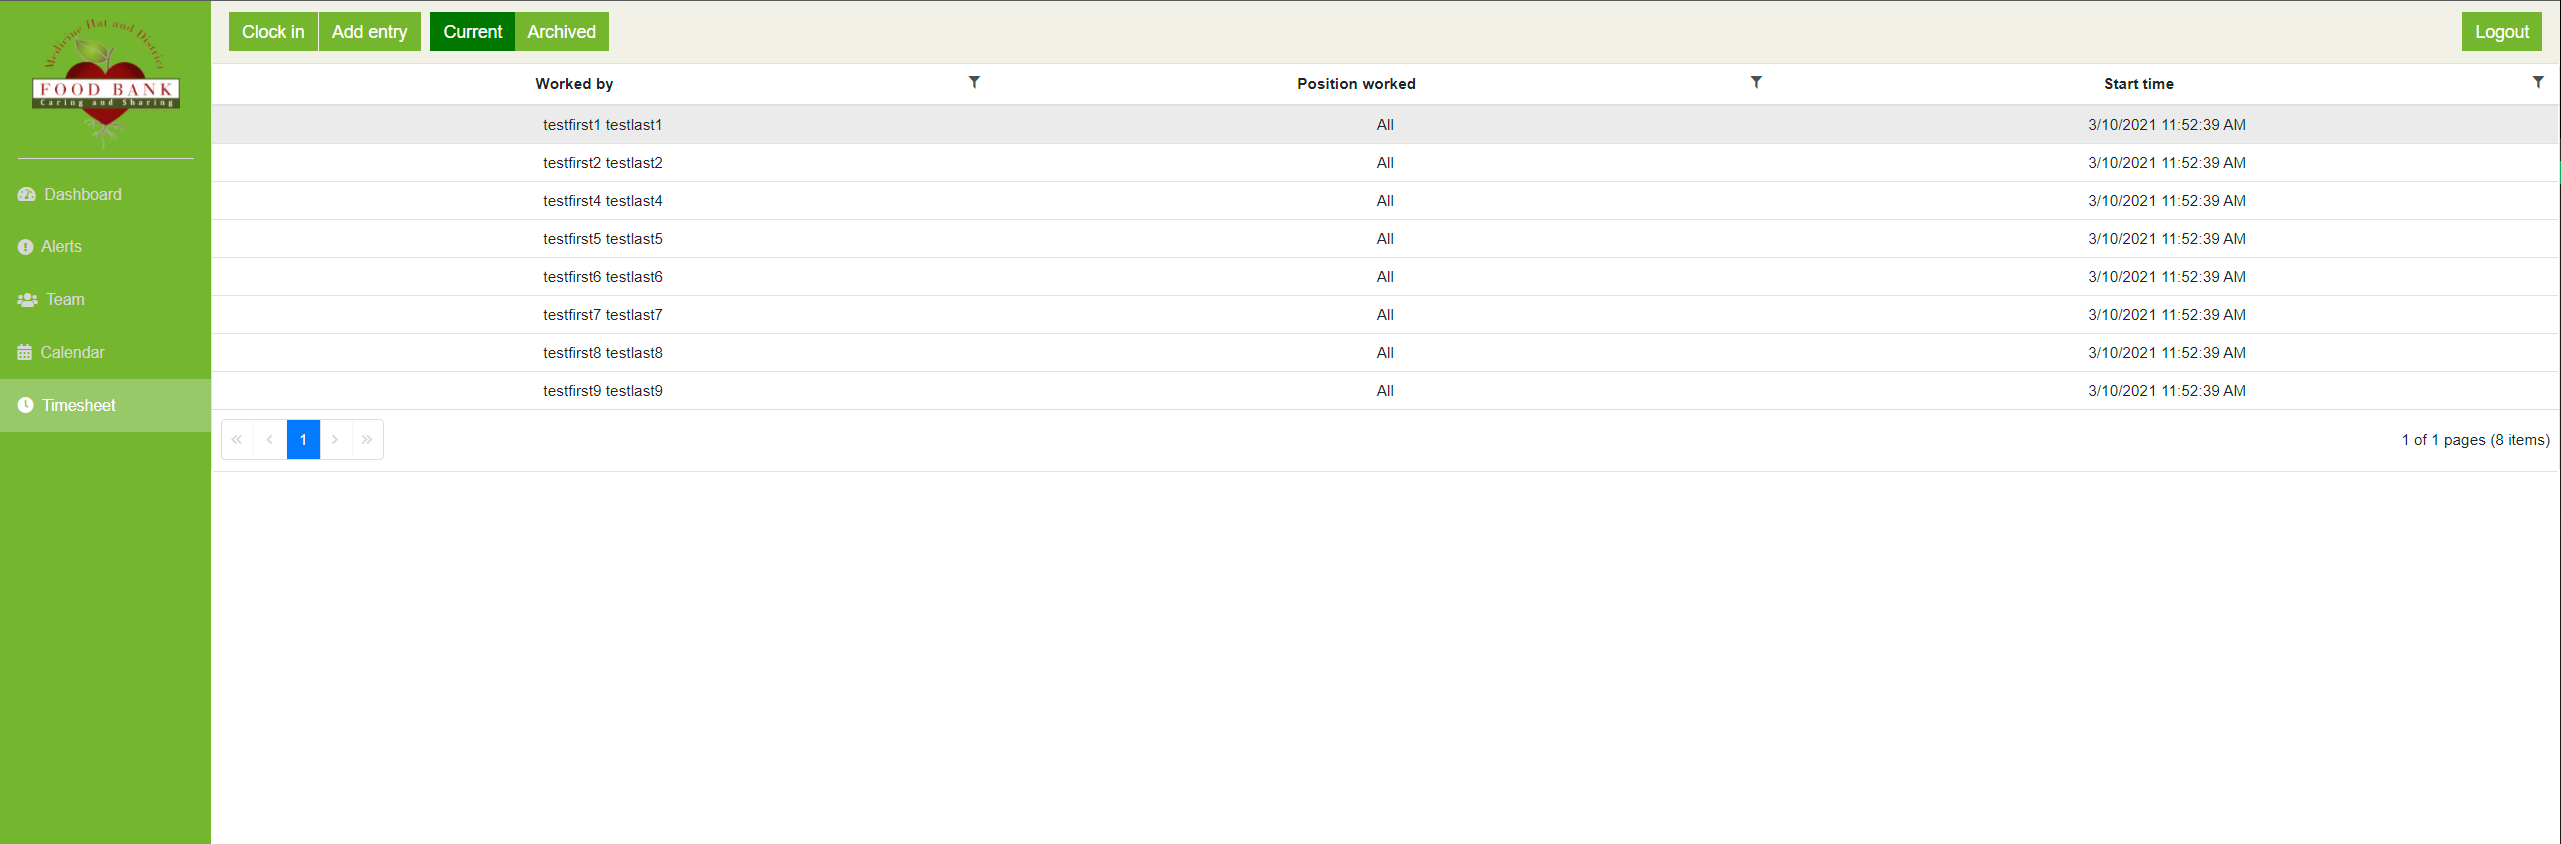 Medicine Hat and District
FOOD BANK
Caring and Sharing
Dashboard
Alerts
Team
Calendar
Timesheet
Clock in Add entry Current Archived Logout
Worked by Position worked Start time
testfirst1 testlast1 All 3/10/2021 11:52:39 AM
testfirst2 testlast2 All 3/10/2021 11:52:39 AM
testfirst4 testlast4 All 3/10/2021 11:52:39 AM
testfirst5 testlast5 All 3/10/2021 11:52:39 AM
testfirst6 testlast6 All 3/10/2021 11:52:39 AM
testfirst7 testlast7 All 3/10/2021 11:52:39 AM
testfirst8 testlast8 All 3/10/2021 11:52:39 AM
testfirst9 testlast9 All 3/10/2021 11:52:39 AM
« ‹ 1 › » 1 of 1 pages (8 items)